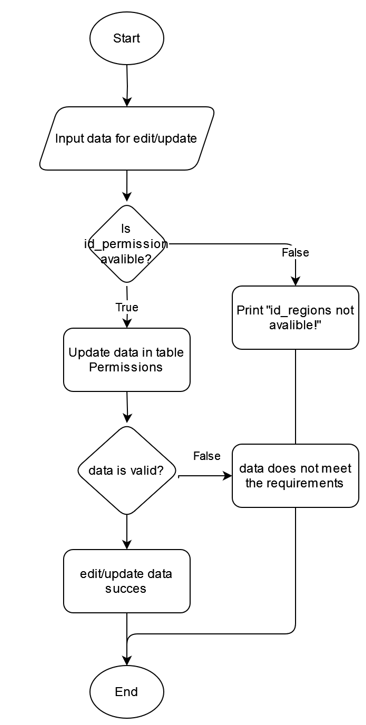 Start
Input data for edit/update
Is
id_permission
avalible?
False
True
Print "id_regions not
avalible!"
Update data in table
Permissions
data is valid?
False
data does not meet
the requirements
edit/update data
succes
End